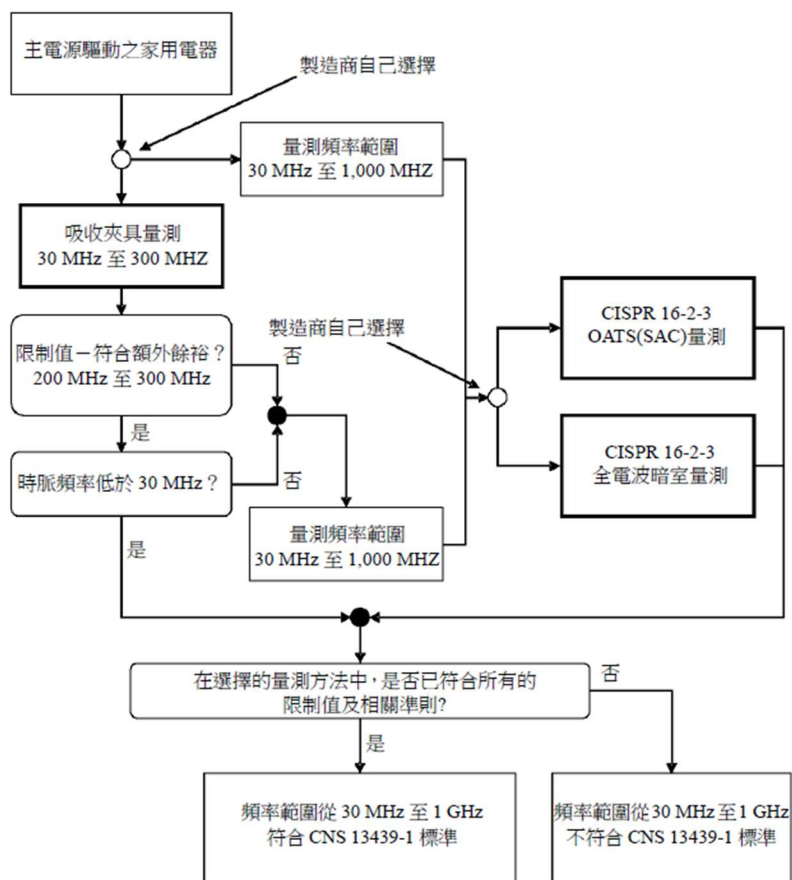 主電源驅動之家用電器
製造商自己選擇
量測頻率範圍
30 MHz 至 1,000 MHZ
吸收夾具量測
30 MHz 至 300 MHZ
限制值－符合額外餘裕？
200 MHz 至 300 MHz
否
是
製造商自己選擇
CISPR 16-2-3
OATS(SAC)量測
CISPR 16-2-3
全電波暗室量測
時脈頻率低於 30 MHz？
否
是
量測頻率範圍
30 MHz 至 1,000 MHZ
在選擇的量測方法中，是否已符合所有的
限制值及相關準則?
否
是
頻率範圍從 30 MHz 至 1 GHz
符合 CNS 13439-1 標準
頻率範圍從30 MHz 至1 GHz
不符合 CNS 13439-1 標準